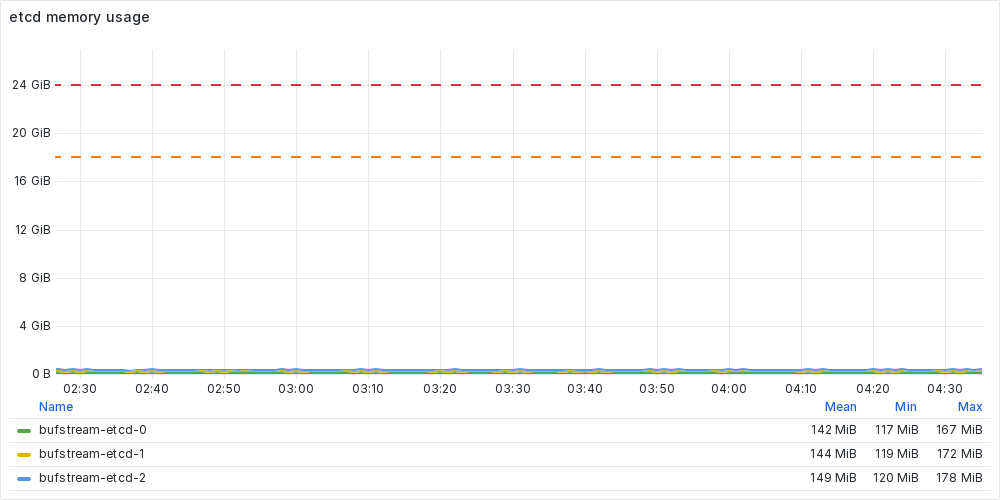 etcd memory usage
24 GiB
20 GiB
16 GiB
12 GiB
8 GiB
4 GiB
0 B
02:30 02:40 02:50 03:00 03:10 03:20 03:30 03:40 03:50 04:00 04:10 04:20 04:30
Name Mean Min Max
bufstream-etcd-0 142 MiB 117 MiB 167 MiB
bufstream-etcd-1 144 MiB 119 MiB 172 MiB
bufstream-etcd-2 149 MiB 120 MiB 178 MiB